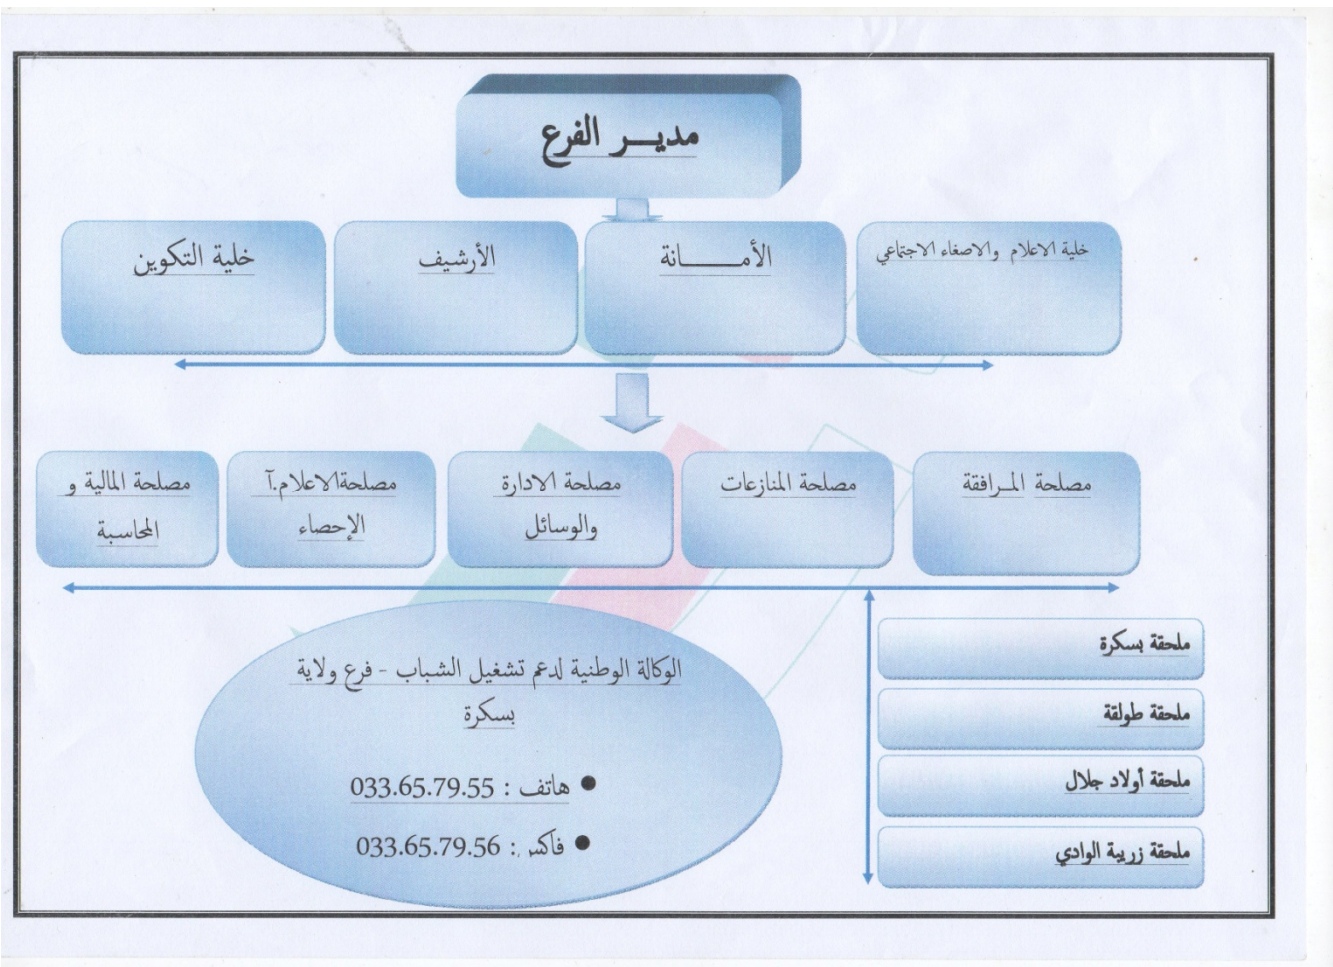 مديـــر الفرع
خلية الاعلام والاصغاء الاجتماعي
الأمـــــانة
الأرشيف
خلية التكوين
مصلحة المـرافقة
مصلحة المنازعات
مصلحة الادارة
والوسائل
مصلحةالاعلام.آ
الإحصاء
مصلحة المالية و
المحاسبة
ملحقة بسكرة
ملحقة طولقة
ملحقة أولاد جلال
ملحقة زريبة الوادي
الوكالة الوطنية لدعم تشغيل الشباب - فرع ولاية
بسكرة
● هاتف : 033.65.79.55
● فاكس : 033.65.79.56